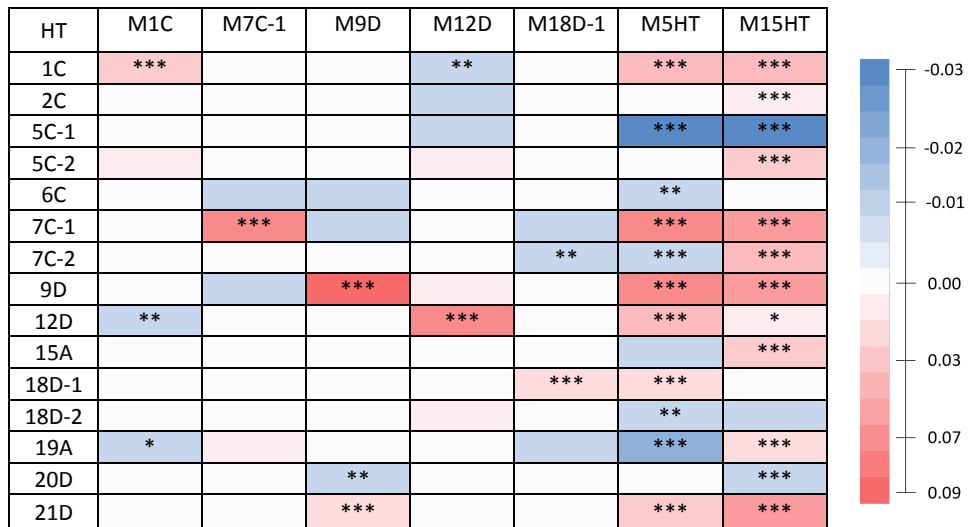 HT M1C M7C-1 M9D M12D M18D-1 M5HT M15HT
1C *** ** *** ***
2C ***
5C-1 *** ***
5C-2 ***
6C **
7C-1 *** *** ***
7C-2 ** *** ***
9D *** *** ***
12D ** *** *** *
15A ***
18D-1 *** ***
18D-2 **
19A * *** ***
20D ** ***
21D *** *** ***
-0.03
-0.02
-0.01
0.00
0.03
0.07
0.09